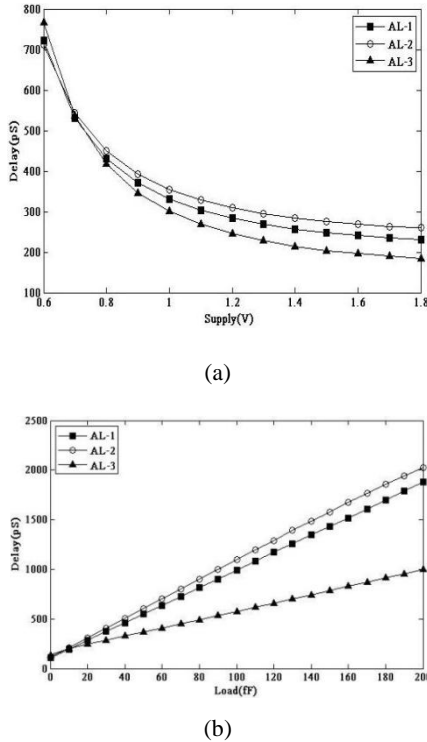 800
700
600
500
400
300
200
100
Delay(pS)
AL-1
AL-2
AL-3
0.6 0.8 1 1.2 1.4 1.6 1.8
Supply(V)
(a)
2500
2000
1500
1000
500
0
Delay(pS)
AL-1
AL-2
AL-3
0 20 40 60 80 100 120 140 160 180 200
Load(fF)
(b)